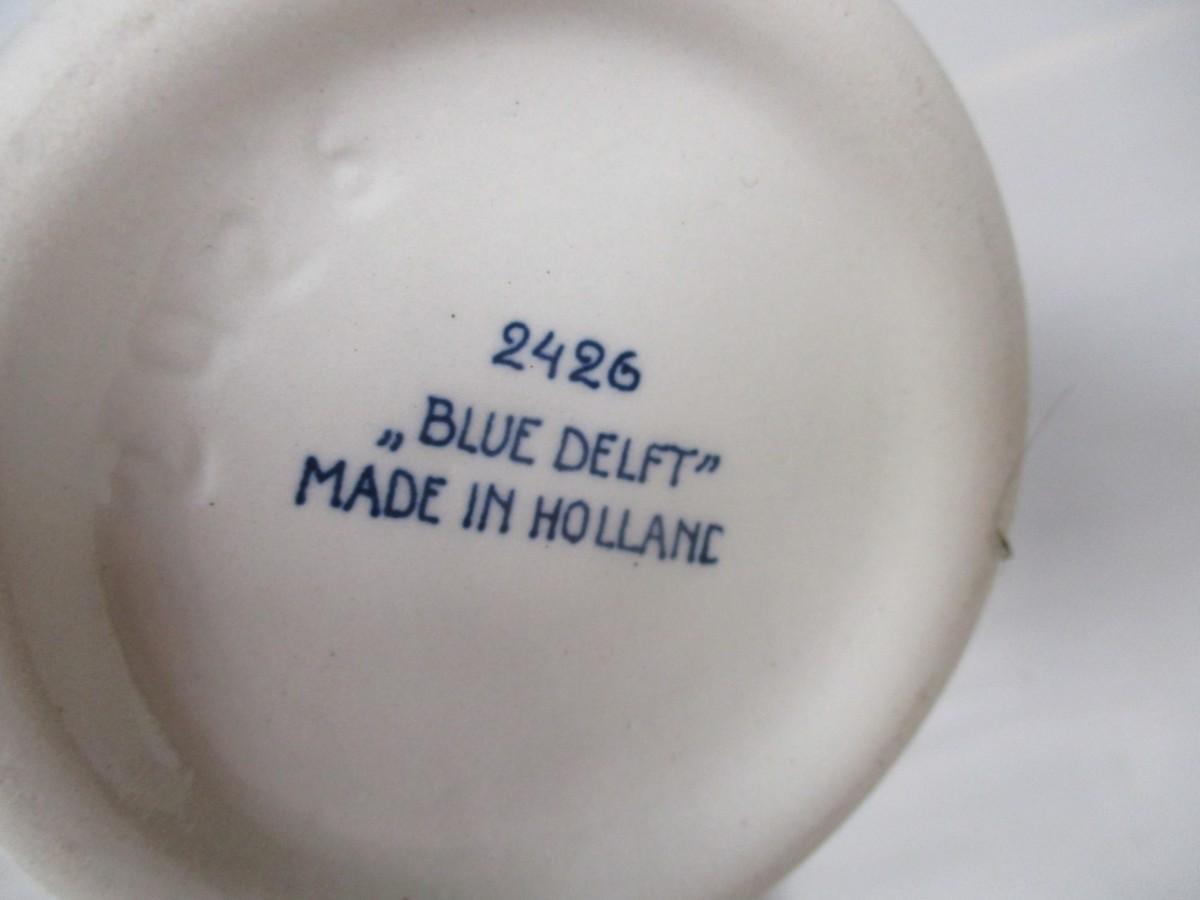 2426
„BLUE DELFT”
MADE IN HOLLAND